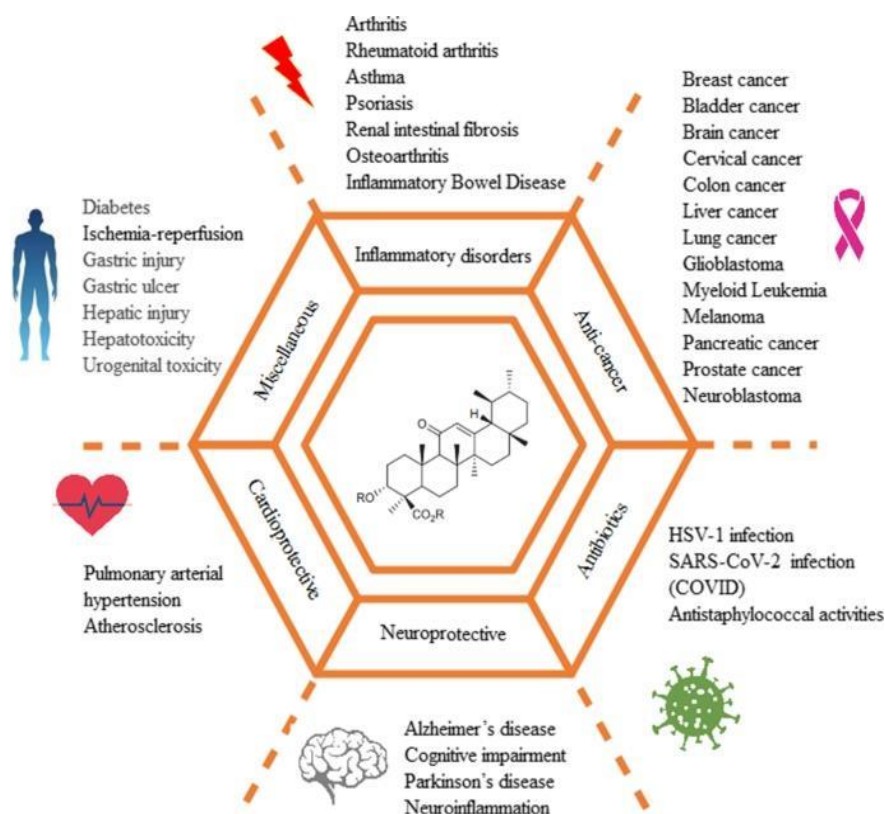 Arthritis
Rheumatoid arthritis
Asthma
Psoriasis
Renal intestinal fibrosis
Osteoarthritis
Inflammatory Bowel Disease
Breast cancer
Bladder cancer
Brain cancer
Cervical cancer
Colon cancer
Liver cancer
Lung cancer
Glioblastoma
Myeloid Leukemia
Melanoma
Pancreatic cancer
Prostate cancer
Neuroblastoma
Diabetes
Ischemia-reperfusion
Gastric injury
Gastric ulcer
Hepatic injury
Hepatotoxicity
Urogenital toxicity
Inflammatory disorders
Miscellaneous
Anti-cancer
H
O
RO
CO₂R
Cardioprotective
Antibiotics
Neuroprotective
Pulmonary arterial
hypertension
Atherosclerosis
HSV-1 infection
SARS-CoV-2 infection
(COVID)
Antistaphylococcal activities
Alzheimer’s disease
Cognitive impairment
Parkinson’s disease
Neuroinflammation